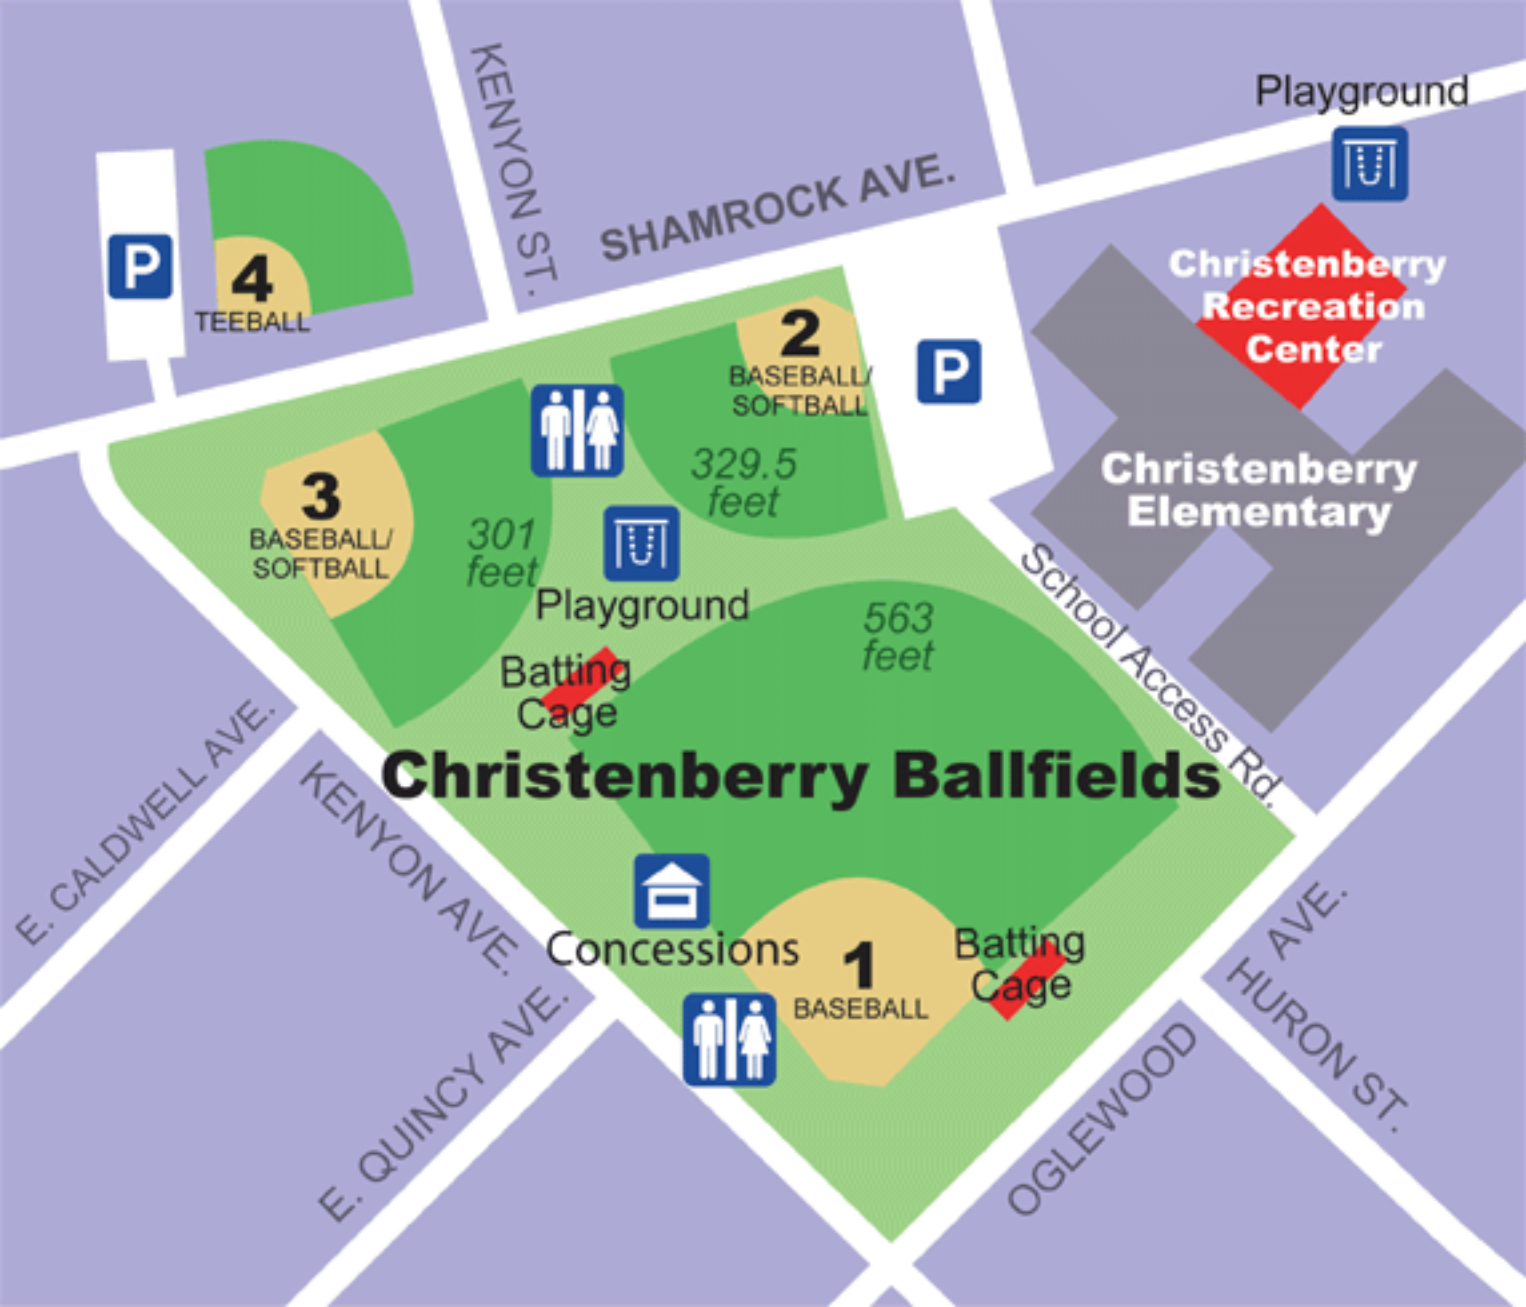 Playground
KENYON ST.
SHAMROCK AVE.
P
4
TEEBALL
Christenberry
Recreation
Center
2
BASEBALL/
SOFTBALL
P
329.5
feet
3
BASEBALL/
SOFTBALL
301
feet
Christenberry
Elementary
Playground
563
feet
School Access Rd.
Batting
Cage
Christenberry Ballfields
E. CALDWELL AVE.
KENYON AVE.
Concessions
1
BASEBALL
Batting
Cage
E. QUINCY AVE.
OGLEWOOD AVE.
HURON ST.